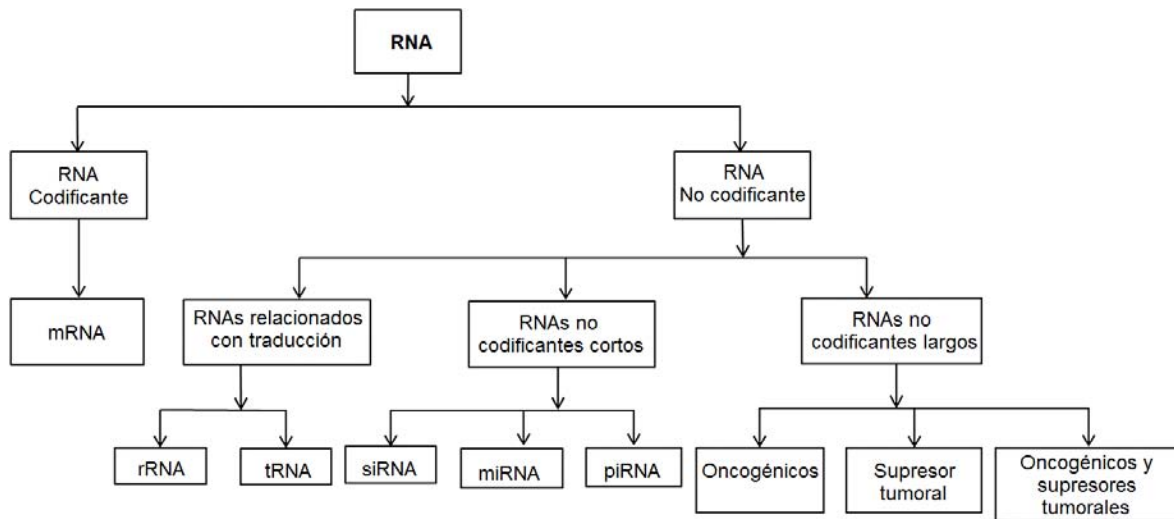 RNA
RNA
Codificante
RNA
No codificante
mRNA
RNAs relacionados
con traducción
RNAs no
codificantes cortos
RNAs no
codificantes largos
rRNA
tRNA
siRNA
miRNA
piRNA
Oncogénicos
Supresor
tumoral
Oncogénicos y
supresores
tumorales